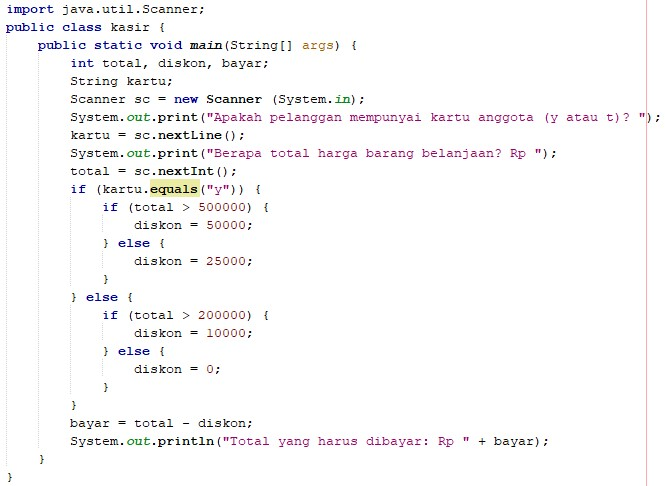 import java.util.Scanner;
public class kasir {
    public static void main(String[] args) {
        int total, diskon, bayar;
        String kartu;
        Scanner sc = new Scanner (System.in);
        System.out.print("Apakah pelanggan mempunyai kartu anggota (y atau t)? ");
        kartu = sc.nextLine();
        System.out.print("Berapa total harga barang belanjaan? Rp ");
        total = sc.nextInt();
        if (kartu.equals("y")) {
            if (total > 500000) {
                diskon = 50000;
            } else {
                diskon = 25000;
            }
        } else {
            if (total > 200000) {
                diskon = 10000;
            } else {
                diskon = 0;
            }
        }
        bayar = total - diskon;
        System.out.println("Total yang harus dibayar: Rp " + bayar);
    }
}